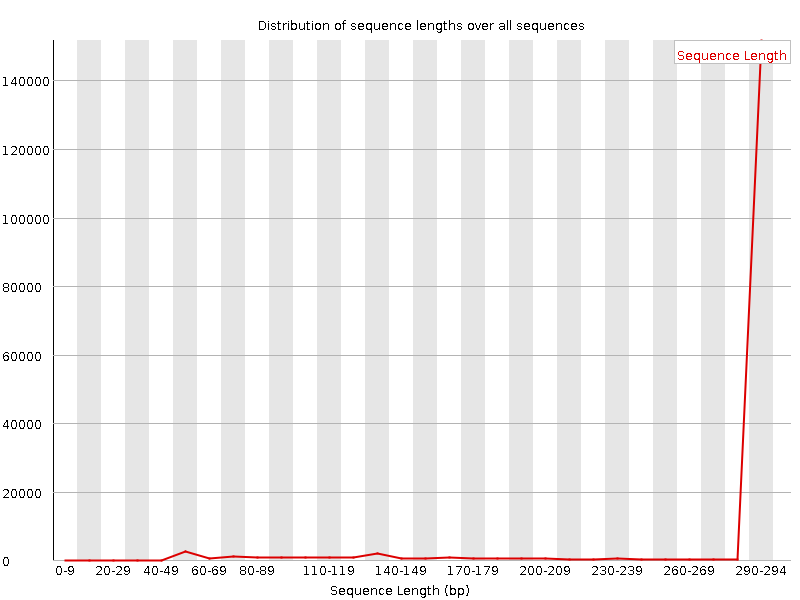 Distribution of sequence lengths over all sequences
Sequence Length
140000
120000
100000
80000
60000
40000
20000
0
0-9 20-29 40-49 60-69 80-89 110-119 140-149 170-179 200-209 230-239 260-269 290-294
Sequence Length (bp)